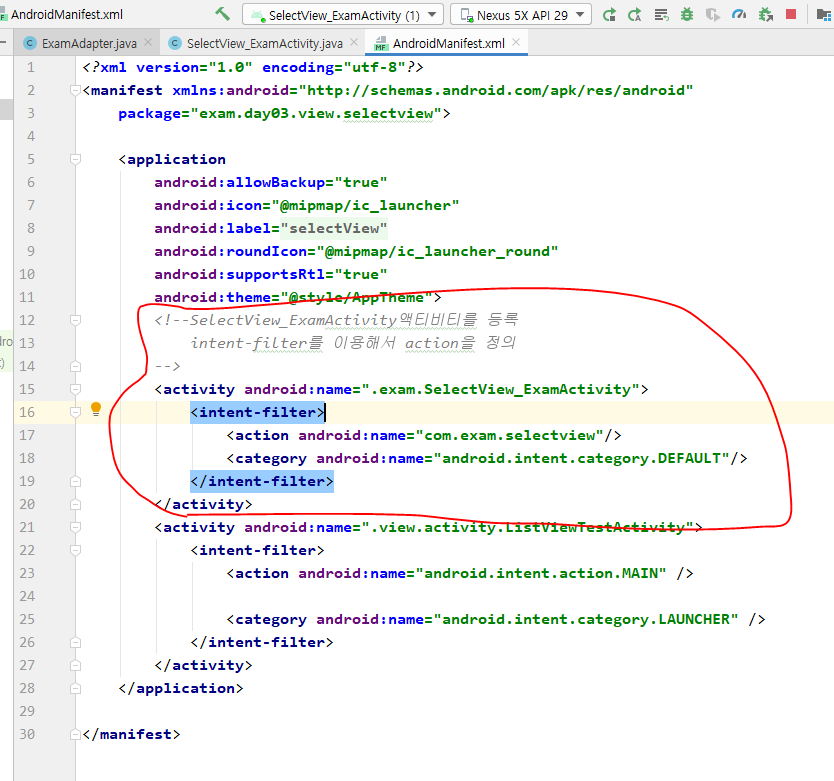 AndroidManifest.xml
SelectView_ExamActivity (1)
Nexus 5X API 29
ExamAdapter.java
SelectView_ExamActivity.java
AndroidManifest.xml
1 <?xml version="1.0" encoding="utf-8"?>
2 <manifest xmlns:android="http://schemas.android.com/apk/res/android"
3 package="exam.day03.view.selectview">
4
5 <application
6 android:allowBackup="true"
7 android:icon="@mipmap/ic_launcher"
8 android:label="selectView"
9 android:roundIcon="@mipmap/ic_launcher_round"
10 android:supportsRtl="true"
11 android:theme="@style/AppTheme">
12 <!--SelectView_ExamActivity액티비티를 등록
13 intent-filter를 이용해서 action을 정의
14 -->
15 <activity android:name=".exam.SelectView_ExamActivity">
16 <intent-filter>
17 <action android:name="com.exam.selectview"/>
18 <category android:name="android.intent.category.DEFAULT"/>
19 </intent-filter>
20 </activity>
21 <activity android:name=".view.activity.ListViewTestActivity">
22 <intent-filter>
23 <action android:name="android.intent.action.MAIN" />
24
25 <category android:name="android.intent.category.LAUNCHER" />
26 </intent-filter>
27 </activity>
28 </application>
29
30 </manifest>